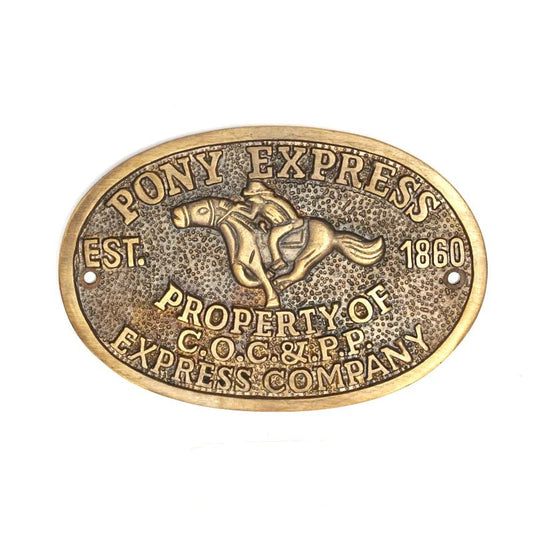 PONY EXPRESS
EST. 1860
PROPERTY OF
C.O.C.&P.P.
EXPRESS COMPANY